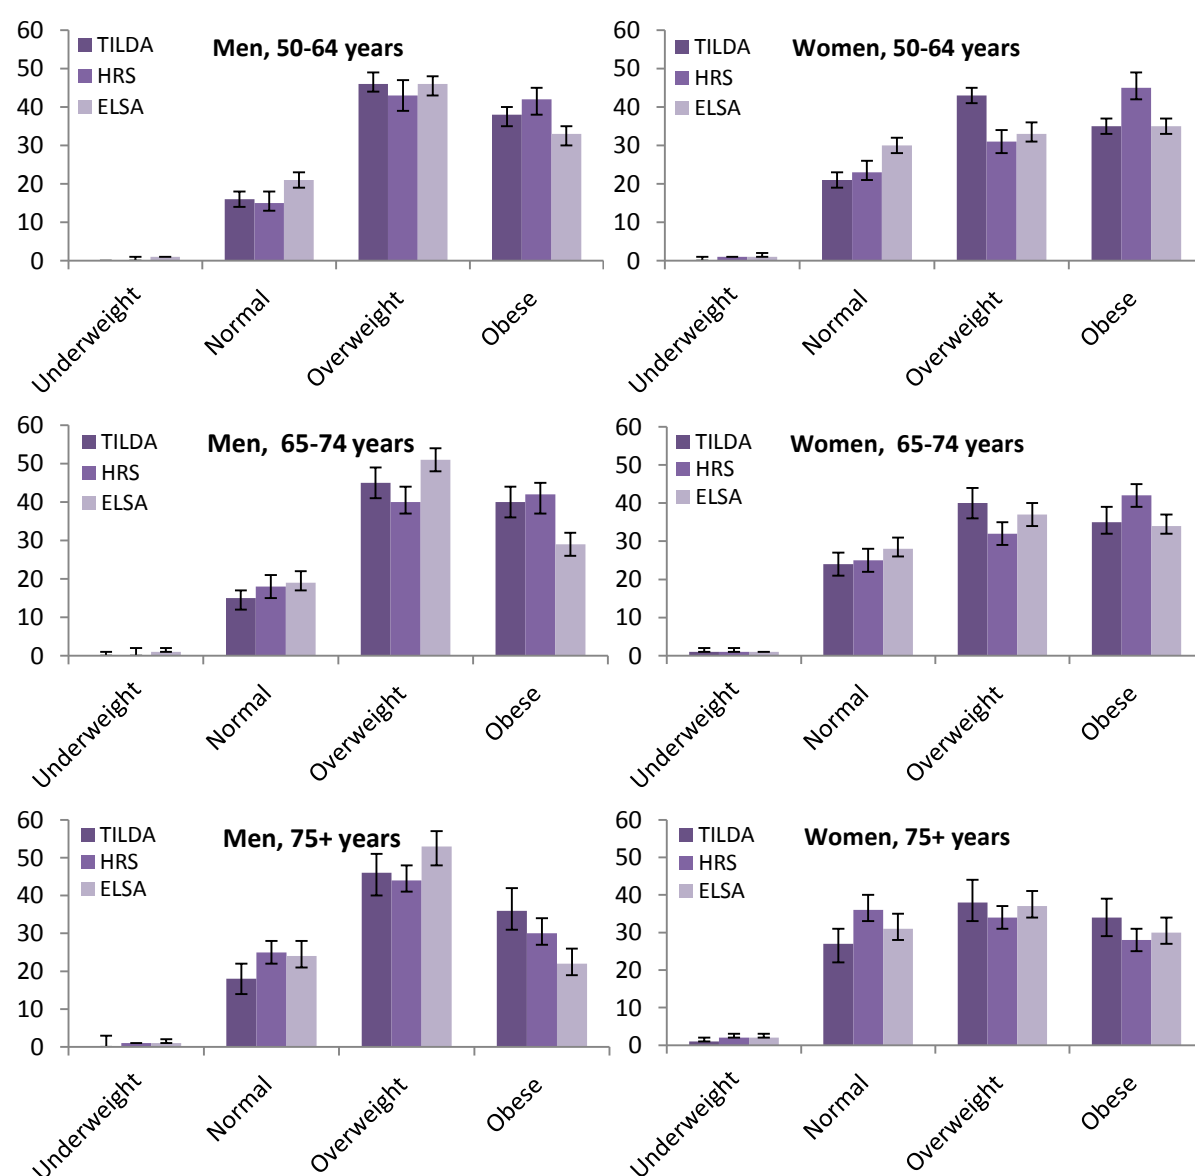 Men, 50-64 years
TILDA
HRS
ELSA
60
50
40
30
20
10
0
Underweight
Normal
Overweight
Obese
Women, 50-64 years
TILDA
HRS
ELSA
60
50
40
30
20
10
0
Underweight
Normal
Overweight
Obese
Men, 65-74 years
TILDA
HRS
ELSA
60
50
40
30
20
10
0
Underweight
Normal
Overweight
Obese
Women, 65-74 years
TILDA
HRS
ELSA
60
50
40
30
20
10
0
Underweight
Normal
Overweight
Obese
Men, 75+ years
TILDA
HRS
ELSA
60
50
40
30
20
10
0
Underweight
Normal
Overweight
Obese
Women, 75+ years
TILDA
HRS
ELSA
60
50
40
30
20
10
0
Underweight
Normal
Overweight
Obese